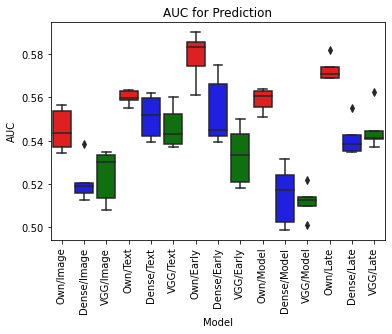 AUC for Prediction
AUC
0.58
0.56
0.54
0.52
0.50
Own/Image
Dense/Image
VGG/Image
Own/Text
Dense/Text
VGG/Text
Own/Early
Dense/Early
VGG/Early
Own/Model
Dense/Model
VGG/Model
Own/Late
Dense/Late
VGG/Late
Model